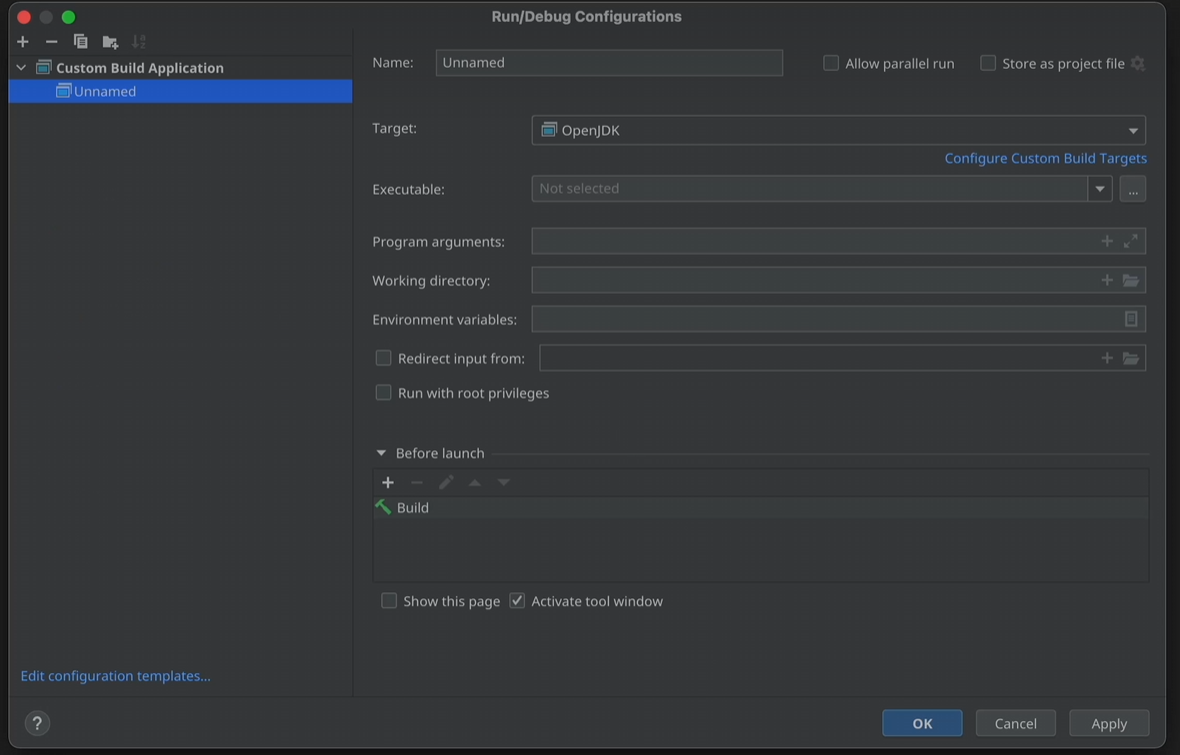 Run/Debug Configurations
Custom Build Application
Unnamed
Name: Unnamed Allow parallel run Store as project file
Target: OpenJDK
Configure Custom Build Targets
Executable: Not selected ...
Program arguments:
Working directory:
Environment variables:
Redirect input from:
Run with root privileges
Before launch
Build
Show this page Activate tool window
Edit configuration templates...
? OK Cancel Apply